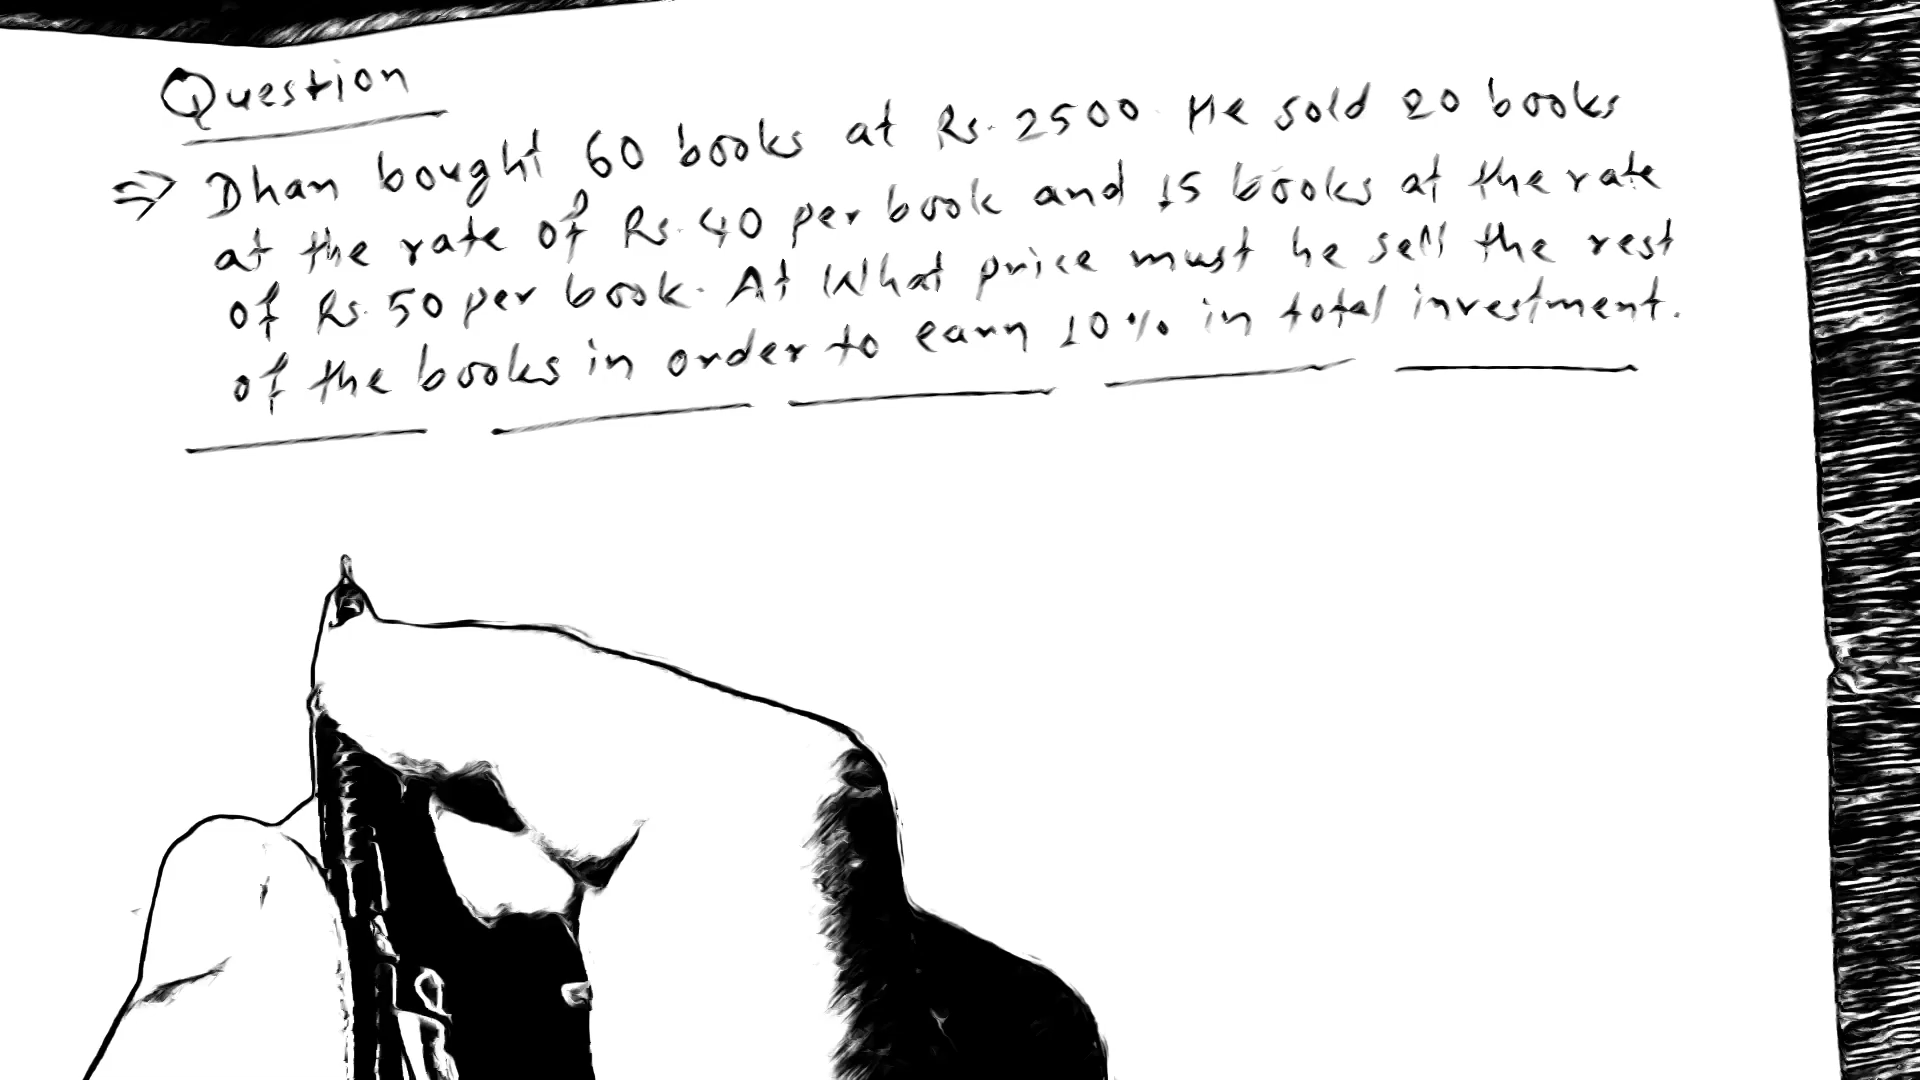 Question
⇒ Dhan bought 60 books at Rs. 2500. He sold 20 books
at the rate of Rs. 40 per book and 15 books at the rate
of Rs. 50 per book. At What price must he sell the rest
of the books in order to earn 10% in total investment.